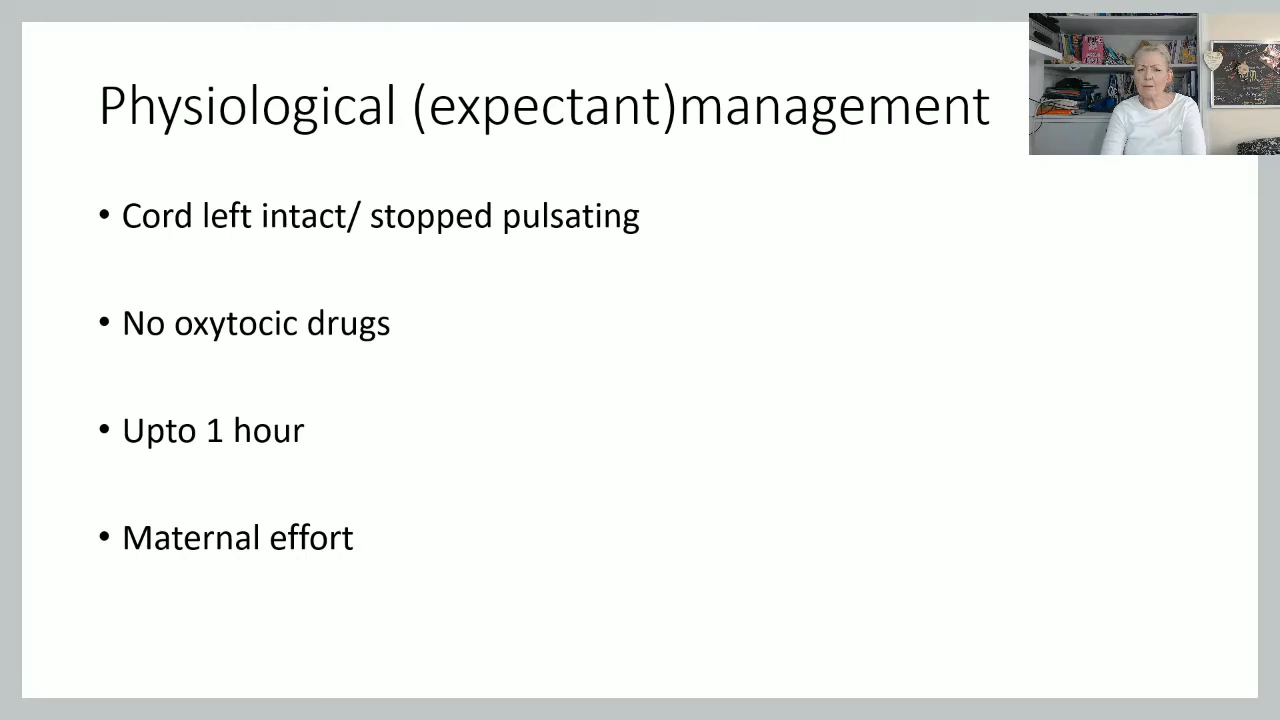 Physiological (expectant)management
• Cord left intact/ stopped pulsating
• No oxytocic drugs
• Upto 1 hour
• Maternal effort